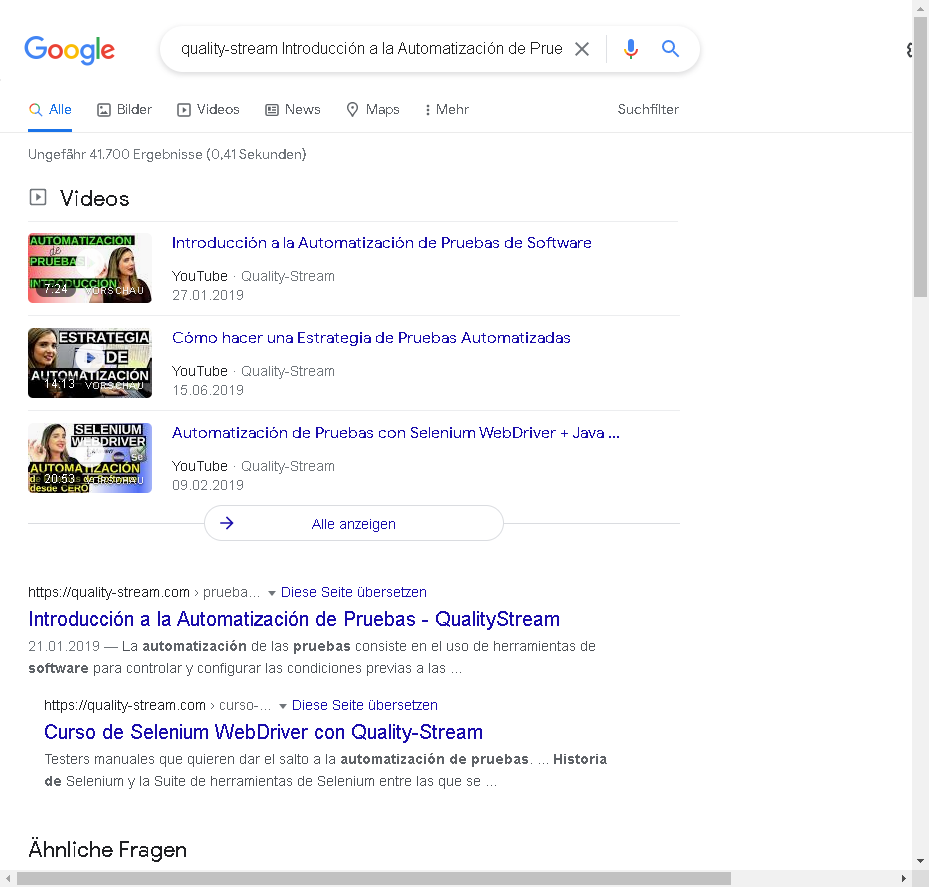 Google
quality-stream Introducción a la Automatización de Prue
Alle
Bilder
Videos
News
Maps
Mehr
Suchfilter
Ungefähr 41.700 Ergebnisse (0,41 Sekunden)
Videos
AUTOMATIZACIÓN
de
PRUEBAS
INTRODUCCIÓN
7:24
VORSCHAU
Introducción a la Automatización de Pruebas de Software
YouTube · Quality-Stream
27.01.2019
ESTRATEGIA
DE
AUTOMATIZACIÓN
14:13
VORSCHAU
Cómo hacer una Estrategia de Pruebas Automatizadas
YouTube · Quality-Stream
15.06.2019
SELENIUM
WEBDRIVER
Se
AUTOMATIZACIÓN
desde CERO
20:53
VORSCHAU
Automatización de Pruebas con Selenium WebDriver + Java ...
YouTube · Quality-Stream
09.02.2019
Alle anzeigen
https://quality-stream.com › prueba... Diese Seite übersetzen
Introducción a la Automatización de Pruebas - QualityStream
21.01.2019 — La automatización de las pruebas consiste en el uso de herramientas de
software para controlar y configurar las condiciones previas a las ...
https://quality-stream.com › curso-... Diese Seite übersetzen
Curso de Selenium WebDriver con Quality-Stream
Testers manuales que quieren dar el salto a la automatización de pruebas. ... Historia
de Selenium y la Suite de herramientas de Selenium entre las que se ...
Ähnliche Fragen